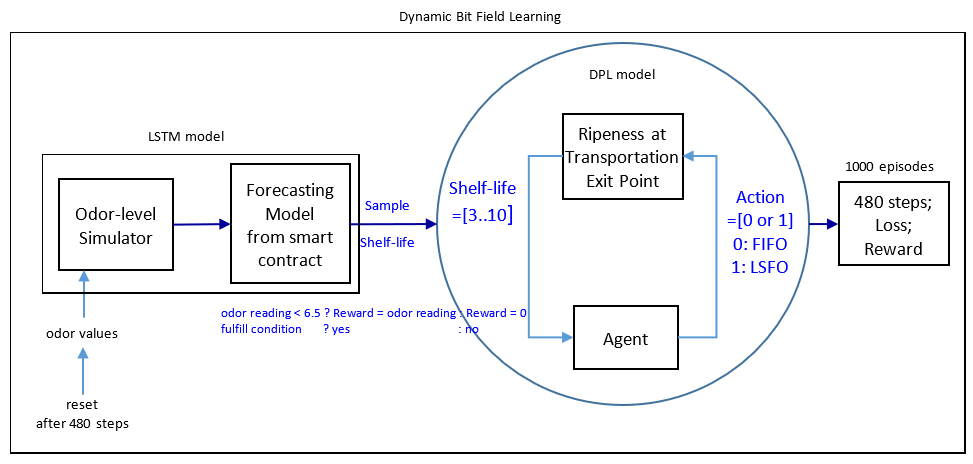 Dynamic Bit Field Learning
DPL model
LSTM model
Odor-level
Simulator
Forecasting
Model
from smart
contract
Sample
Shelf-life
Shelf-life
=[3..10]
Ripeness at
Transportation
Exit Point
Action
=[0 or 1]
0: FIFO
1: LSFO
Agent
1000 episodes
480 steps;
Loss;
Reward
odor reading < 6.5 ? Reward = odor reading : Reward = 0
fulfill condition ? yes : no
odor values
reset
after 480 steps